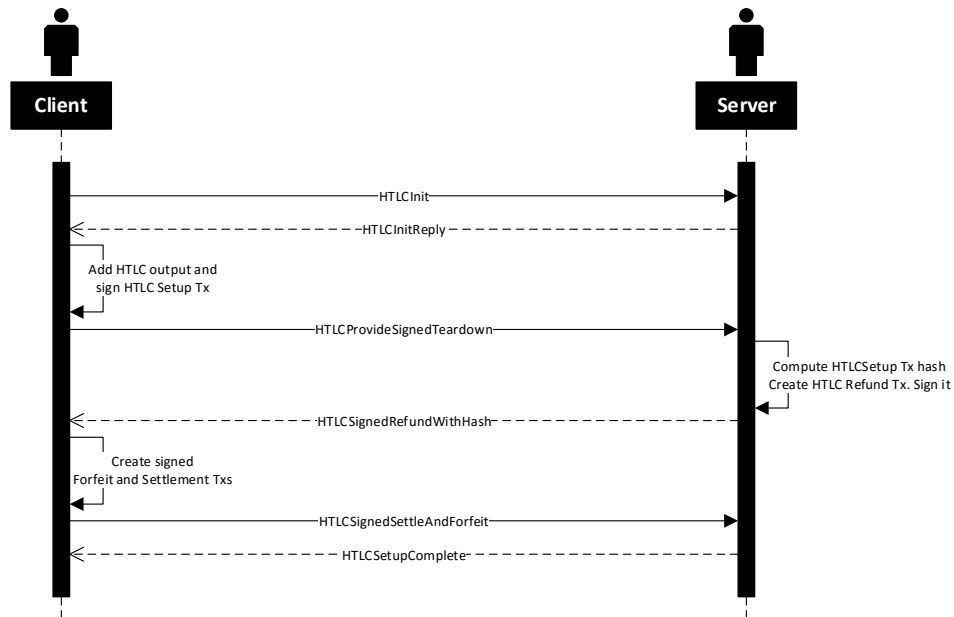 Client
Server
HTLCInit
HTLCInitReply
Add HTLC output and
sign HTLC Setup Tx
HTLCProvideSignedTeardown
Compute HTLCSetup Tx hash
Create HTLC Refund Tx. Sign it
HTLCSignedRefundWithHash
Create signed
Forfeit and Settlement Txs
HTLCSignedSettleAndForfeit
HTLCSetupComplete